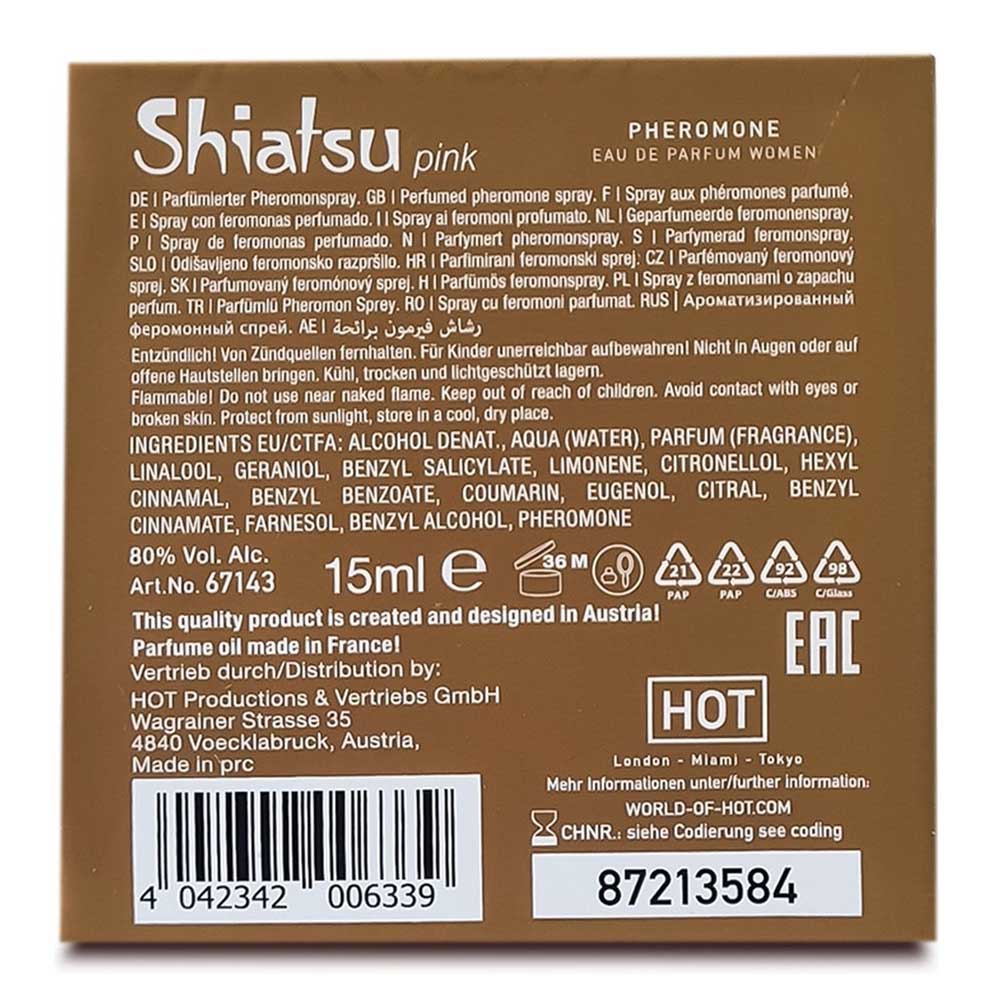 Shiatsu pink
PHEROMONE
EAU DE PARFUM WOMEN
DE I Parfümierter Pheromonspray. GB I Perfumed pheromone spray. F I Spray aux phéromones parfumé.
E I Spray con feromonas perfumado. I I Spray ai feromoni profumato. NL I Geparfumeerde feromonenspray.
P I Spray de feromonas perfumado. N I Parfymert pheromonspray. S I Parfymerad feromonspray.
SLO I Odišavljeno feromonsko razpršilo. HR I Parfimirani feromonski sprej. CZ I Parfémovaný feromonový
sprej. SK I Parfumovaný feromónový sprej. H I Parfümös feromonspray. PL I Spray z feromonami o zapachu
perfum. TR I Parfümlü Pheromon Sprey. RO I Spray cu feromoni parfumat. RUS | Ароматизированный
феромонный спрей. AE I رشاش فيرمون برائحة
Entzündlich! Von Zündquellen fernhalten. Für Kinder unerreichbar aufbewahren! Nicht in Augen oder auf
offene Hautstellen bringen. Kühl, trocken und lichtgeschützt lagern.
Flammable! Do not use near naked flame. Keep out of reach of children. Avoid contact with eyes or
broken skin. Protect from sunlight, store in a cool, dry place.
INGREDIENTS EU/CTFA: ALCOHOL DENAT., AQUA (WATER), PARFUM (FRAGRANCE),
LINALOOL, GERANIOL, BENZYL SALICYLATE, LIMONENE, CITRONELLOL, HEXYL
CINNAMAL, BENZYL BENZOATE, COUMARIN, EUGENOL, CITRAL, BENZYL
CINNAMATE, FARNESOL, BENZYL ALCOHOL, PHEROMONE
80% Vol. Alc.
Art.No. 67143
15ml e
36 M
21 PAP
22 PAP
92 C/ABS
98 C/Glass
This quality product is created and designed in Austria!
Parfume oil made in France!
EAC
Vertrieb durch/Distribution by:
HOT Productions & Vertriebs GmbH
Wagrainer Strasse 35
4840 Voecklabruck, Austria,
Made in prc
HOT
London - Miami - Tokyo
Mehr Informationen unter/further information:
WORLD-OF-HOT.COM
CHNR.: siehe Codierung see coding
4 042342 006339
87213584